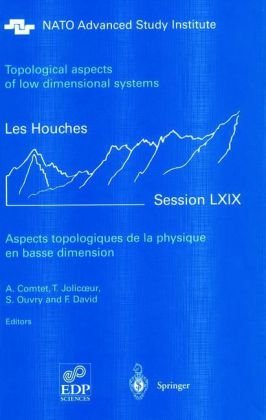 NATO Advanced Study Institute
Topological aspects
of low dimensional systems
Les Houches
Session LXIX
Aspects topologiques de la physique
en basse dimension
A. Comtet, T. Jolicœur,
S. Ouvry and F. David
Editors
EDP
SCIENCES
Springer